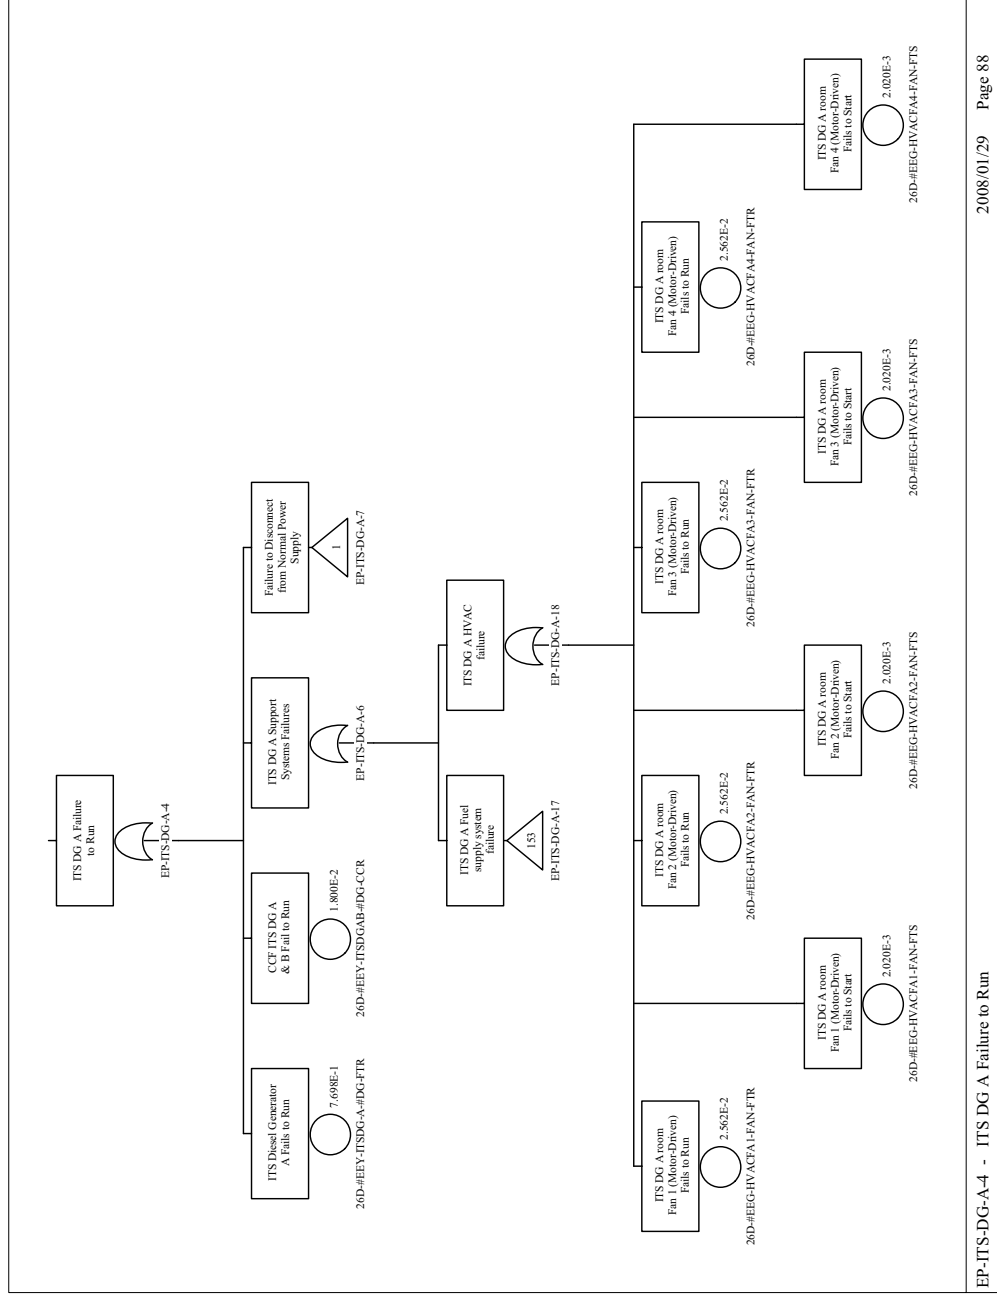 ITS DG A Failure
to Run
EP-ITS-DG-A-4
ITS Diesel Generator
A Fails to Run
7.698E-1
26D-#EEY-ITSDG-A-#DG-FTR
CCF ITS DG A
& B Fail to Run
1.800E-2
26D-#EEY-ITSDGAB-#DG-CCR
ITS DG A Support
Systems Failures
EP-ITS-DG-A-6
Failure to Disconnect
from Normal Power
Supply
1
EP-ITS-DG-A-7
ITS DG A Fuel
supply system
failure
153
EP-ITS-DG-A-17
ITS DG A HVAC
failure
EP-ITS-DG-A-18
ITS DG A room
Fan 1 (Motor-Driven)
Fails to Run
2.562E-2
26D-#EEG-HVACFA1-FAN-FTR
ITS DG A room
Fan 2 (Motor-Driven)
Fails to Run
2.562E-2
26D-#EEG-HVACFA2-FAN-FTR
ITS DG A room
Fan 3 (Motor-Driven)
Fails to Run
2.562E-2
26D-#EEG-HVACFA3-FAN-FTR
ITS DG A room
Fan 4 (Motor-Driven)
Fails to Run
2.562E-2
26D-#EEG-HVACFA4-FAN-FTR
ITS DG A room
Fan 1 (Motor-Driven)
Fails to Start
2.020E-3
26D-#EEG-HVACFA1-FAN-FTS
ITS DG A room
Fan 2 (Motor-Driven)
Fails to Start
2.020E-3
26D-#EEG-HVACFA2-FAN-FTS
ITS DG A room
Fan 3 (Motor-Driven)
Fails to Start
2.020E-3
26D-#EEG-HVACFA3-FAN-FTS
ITS DG A room
Fan 4 (Motor-Driven)
Fails to Start
2.020E-3
26D-#EEG-HVACFA4-FAN-FTS
EP-ITS-DG-A-4 - ITS DG A Failure to Run 2008/01/29 Page 88